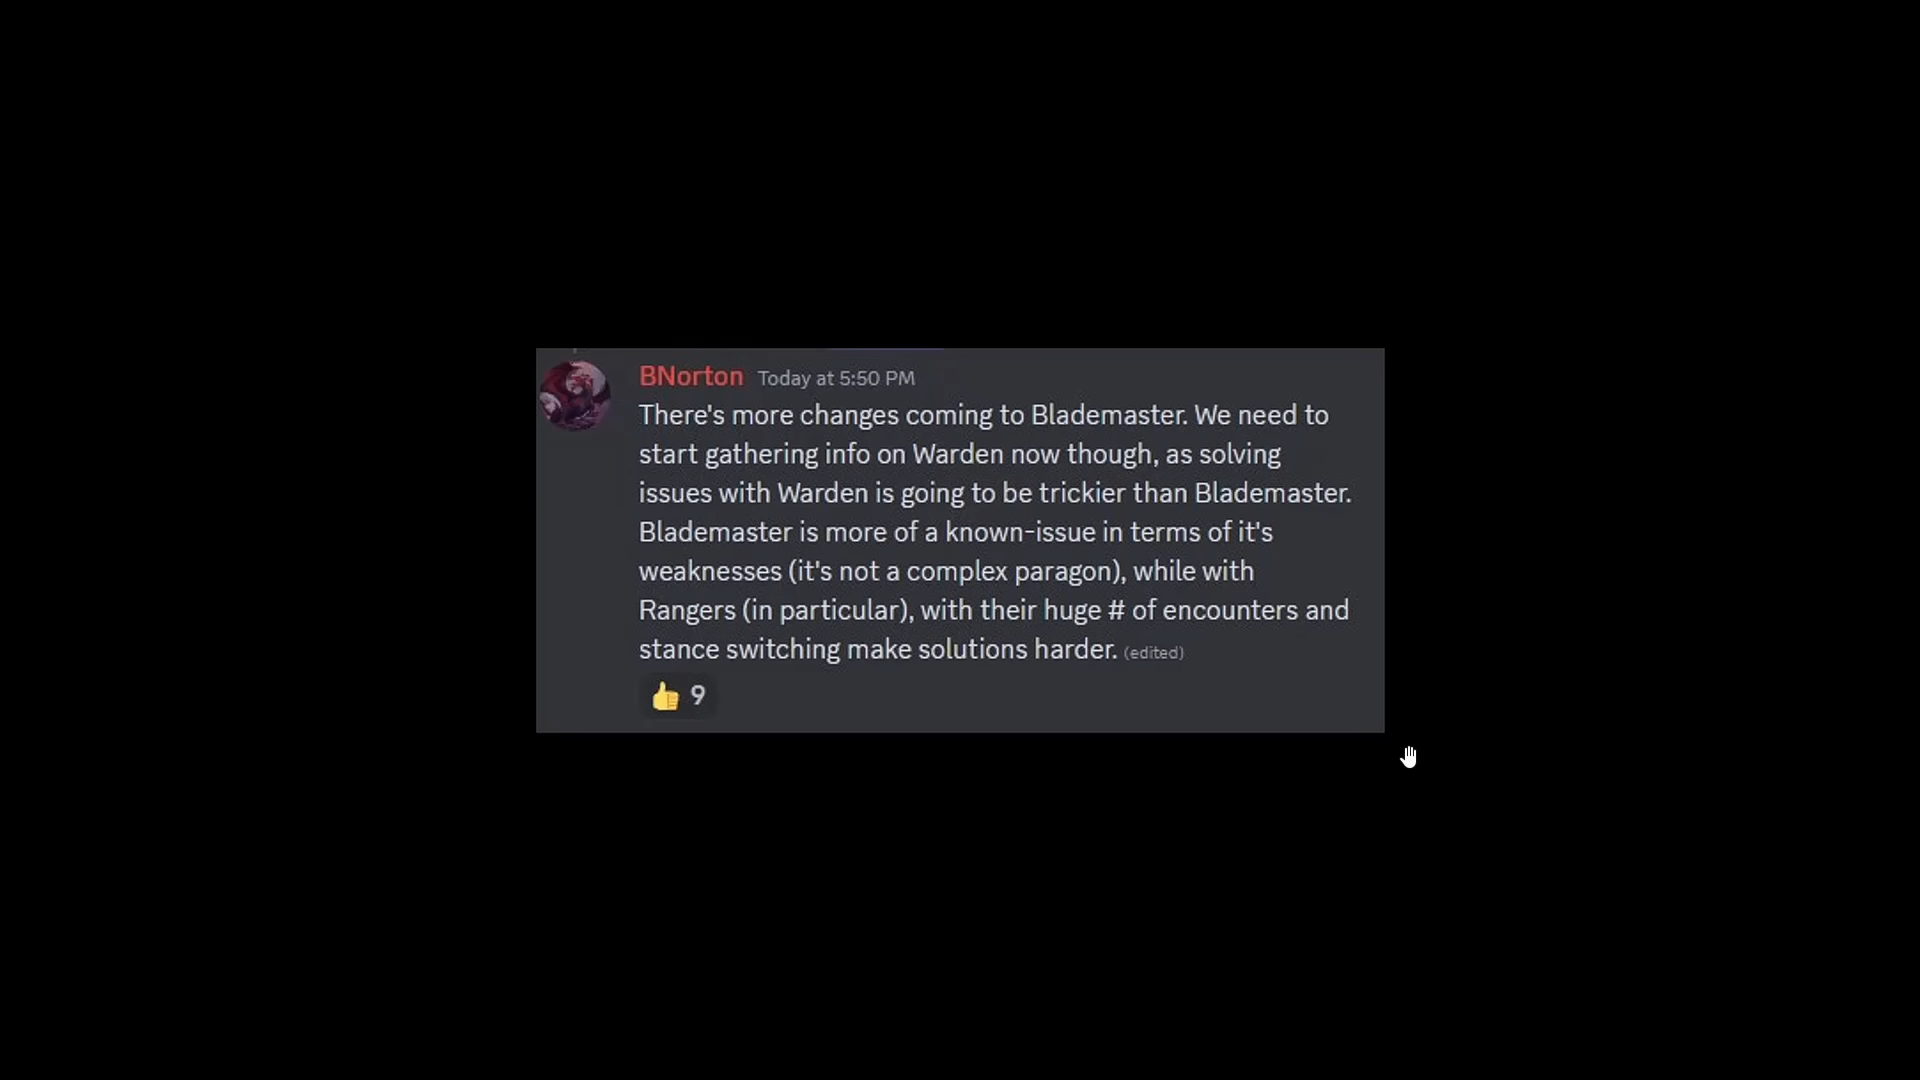 BNorton Today at 5:50 PM
There's more changes coming to Blademaster. We need to
start gathering info on Warden now though, as solving
issues with Warden is going to be trickier than Blademaster.
Blademaster is more of a known-issue in terms of it's
weaknesses (it's not a complex paragon), while with
Rangers (in particular), with their huge # of encounters and
stance switching make solutions harder. (edited)
👍 9